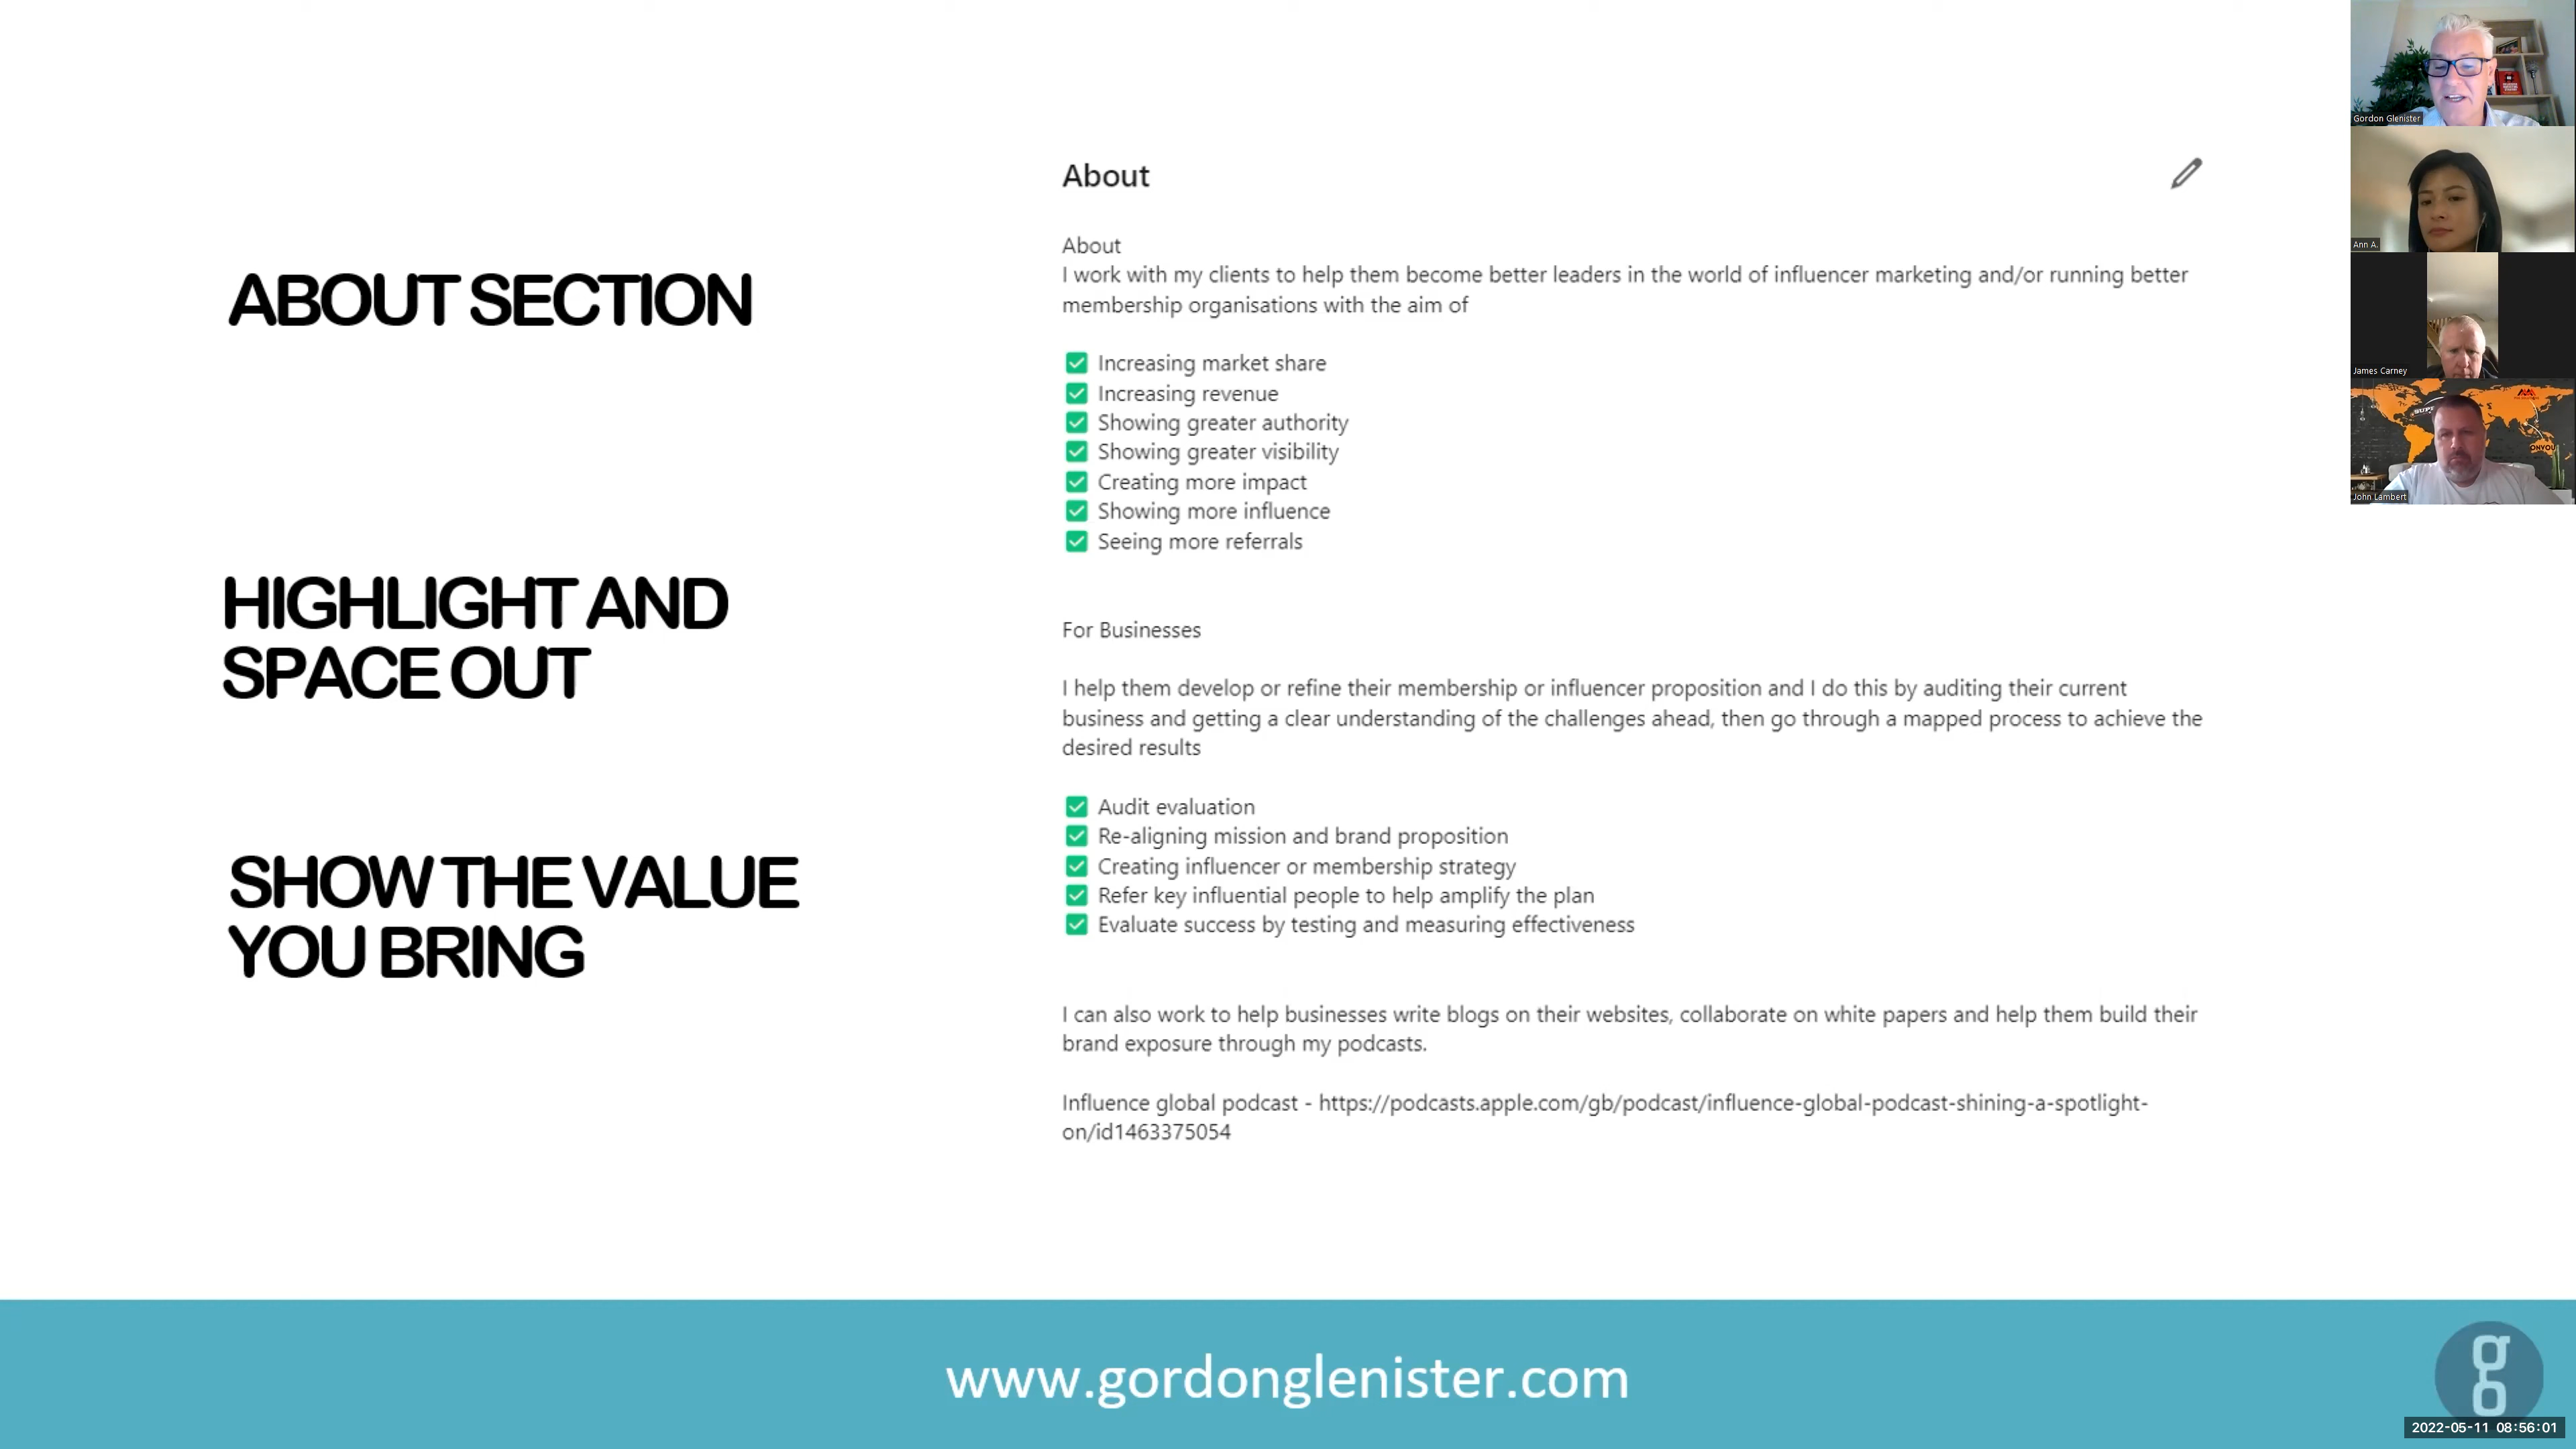 ABOUT SECTION
HIGHLIGHT AND
SPACE OUT
SHOW THE VALUE
YOU BRING
About
About
I work with my clients to help them become better leaders in the world of influencer marketing and/or running better
membership organisations with the aim of
Increasing market share
Increasing revenue
Showing greater authority
Showing greater visibility
Creating more impact
Showing more influence
Seeing more referrals
For Businesses
I help them develop or refine their membership or influencer proposition and I do this by auditing their current
business and getting a clear understanding of the challenges ahead, then go through a mapped process to achieve the
desired results
Audit evaluation
Re-aligning mission and brand proposition
Creating influencer or membership strategy
Refer key influential people to help amplify the plan
Evaluate success by testing and measuring effectiveness
I can also work to help businesses write blogs on their websites, collaborate on white papers and help them build their
brand exposure through my podcasts.
Influence global podcast - https://podcasts.apple.com/gb/podcast/influence-global-podcast-shining-a-spotlight-
on/id1463375054
Gordon Glenister
Ann A.
James Carney
John Lambert
www.gordonglenister.com
2022-05-11 08:56:01